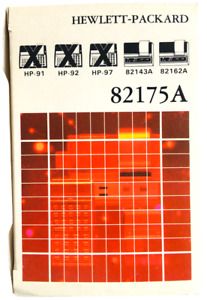 HEWLETT-PACKARD
HP-91 HP-92 HP-97 82143A 82162A
82175A